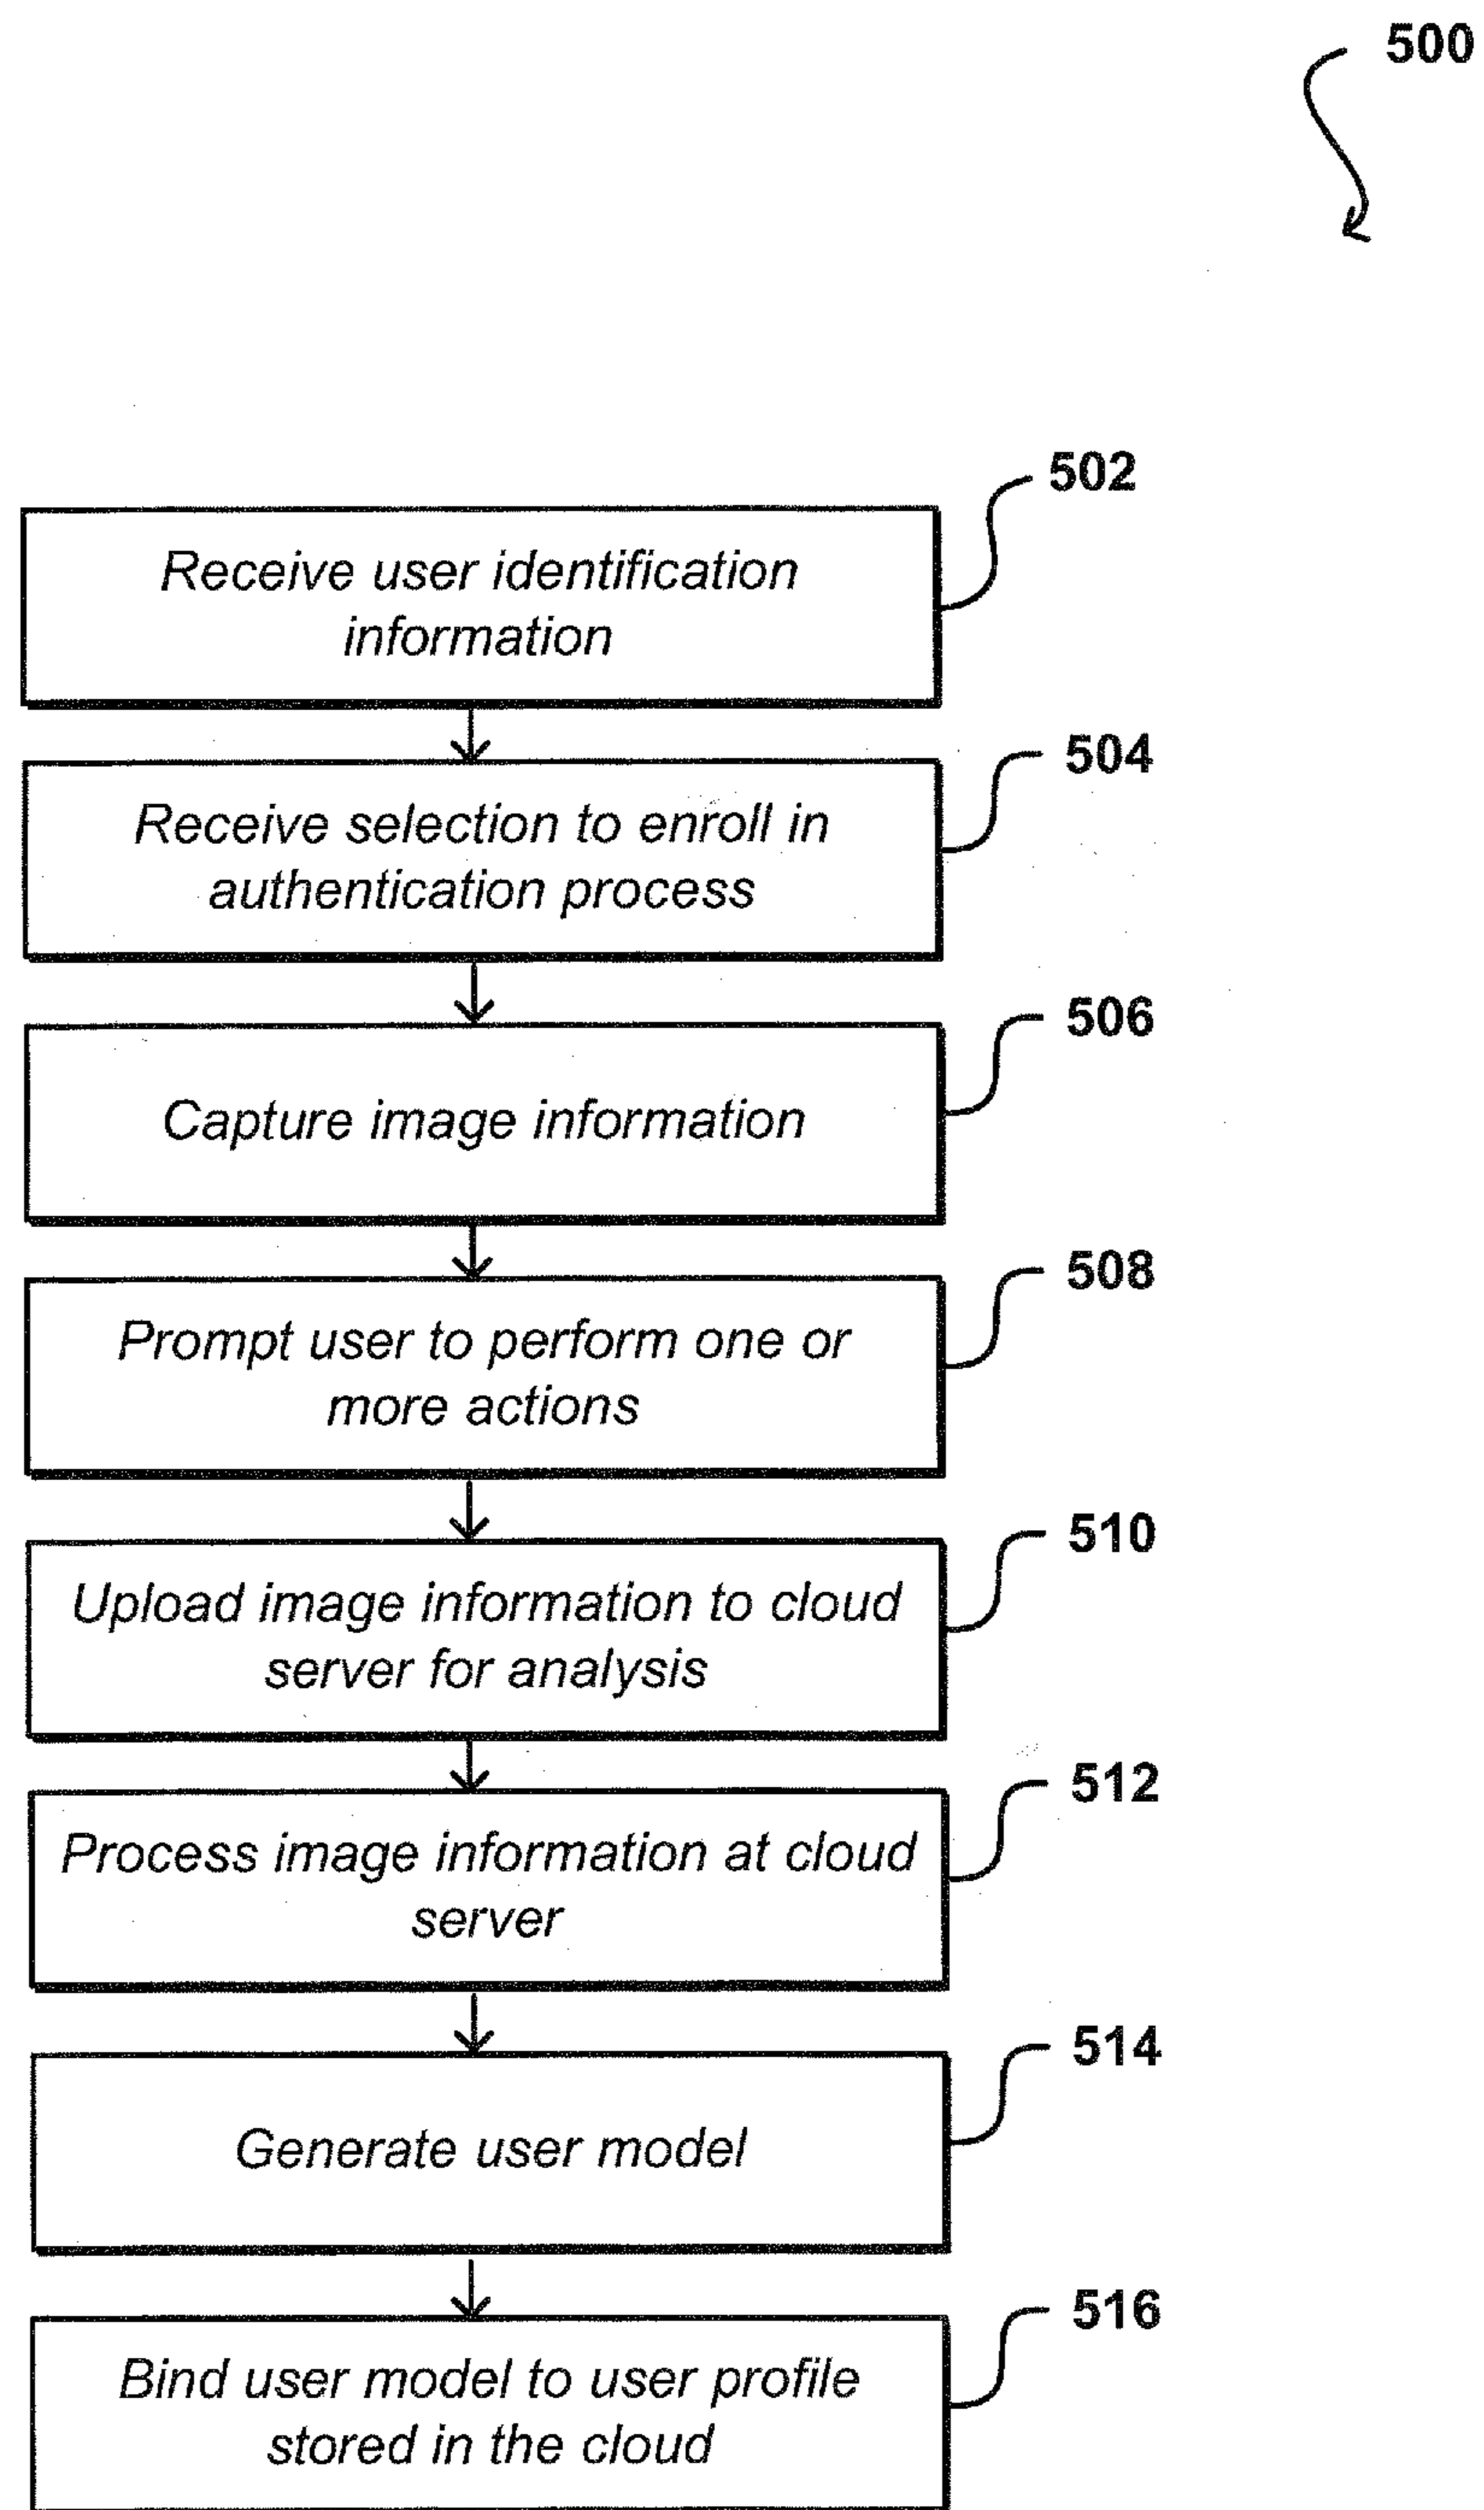 500
502
Receive user identification
information
504
Receive selection to enroll in
authentication process
506
Capture image information
508
Prompt user to perform one or
more actions
510
Upload image information to cloud
server for analysis
512
Process image information at cloud
server
514
Generate user model
516
Bind user model to user profile
stored in the cloud